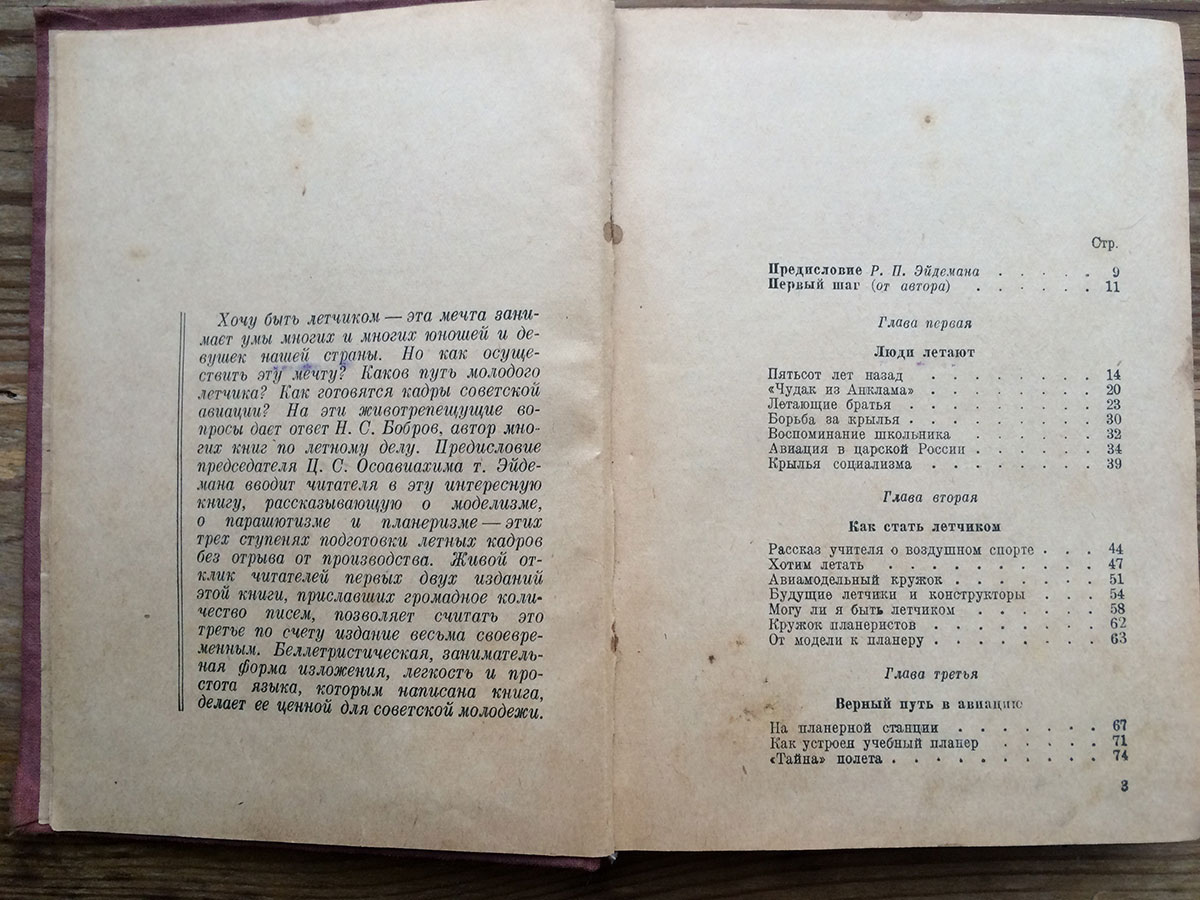 Хочу быть летчиком — эта мечта зани-
мает умы многих и многих юношей и де-
вушек нашей страны. Но как осуще-
ствить эту мечту? Каков путь молодого
летчика? Как готовятся кадры советской
авиации? На эти животрепещущие во-
просы дает ответ Н. С. Бобров, автор мно-
гих книг по летному делу. Предисловие
председателя Ц. С. Осоавиахима т. Эйде-
мана вводит читателя в эту интересную
книгу, рассказывающую о моделизме,
о парашютизме и планеризме — этих
трех ступенях подготовки летных кадров
без отрыва от производства. Живой от-
клик читателей первых двух изданий
этой книги, приславших громадное коли-
чество писем, позволяет считать это
третье по счету издание весьма своевре-
менным. Беллетристическая, заниматель-
ная форма изложения, легкость и про-
стота языка, которым написана книга,
делает ее ценной для советской молодежи.
Стр.
Предисловие Р. П. Эйдемана . . . . . 9
Первый шаг (от автора) . . . . . . 11
Глава первая
Люди летают
Пятьсот лет назад . . . . . . . . 14
«Чудак из Анклама» . . . . . . . . 20
Летающие братья . . . . . . . . . 23
Борьба за крылья . . . . . . . . . 30
Воспоминание школьника . . . . . . 32
Авиация в царской России . . . . . . 34
Крылья социализма . . . . . . . . 39
Глава вторая
Как стать летчиком
Рассказ учителя о воздушном спорте . . . 44
Хотим летать . . . . . . . . . . 47
Авиамодельный кружок . . . . . . . 51
Будущие летчики и конструкторы . . . 54
Могу ли я быть летчиком . . . . . . 58
Кружок планеристов . . . . . . . . 62
От модели к планеру . . . . . . . . 63
Глава третья
Верный путь в авиацию
На планерной станции . . . . . . . 67
Как устроен учебный планер . . . . . 71
«Тайна» полета . . . . . . . . . . 74
3